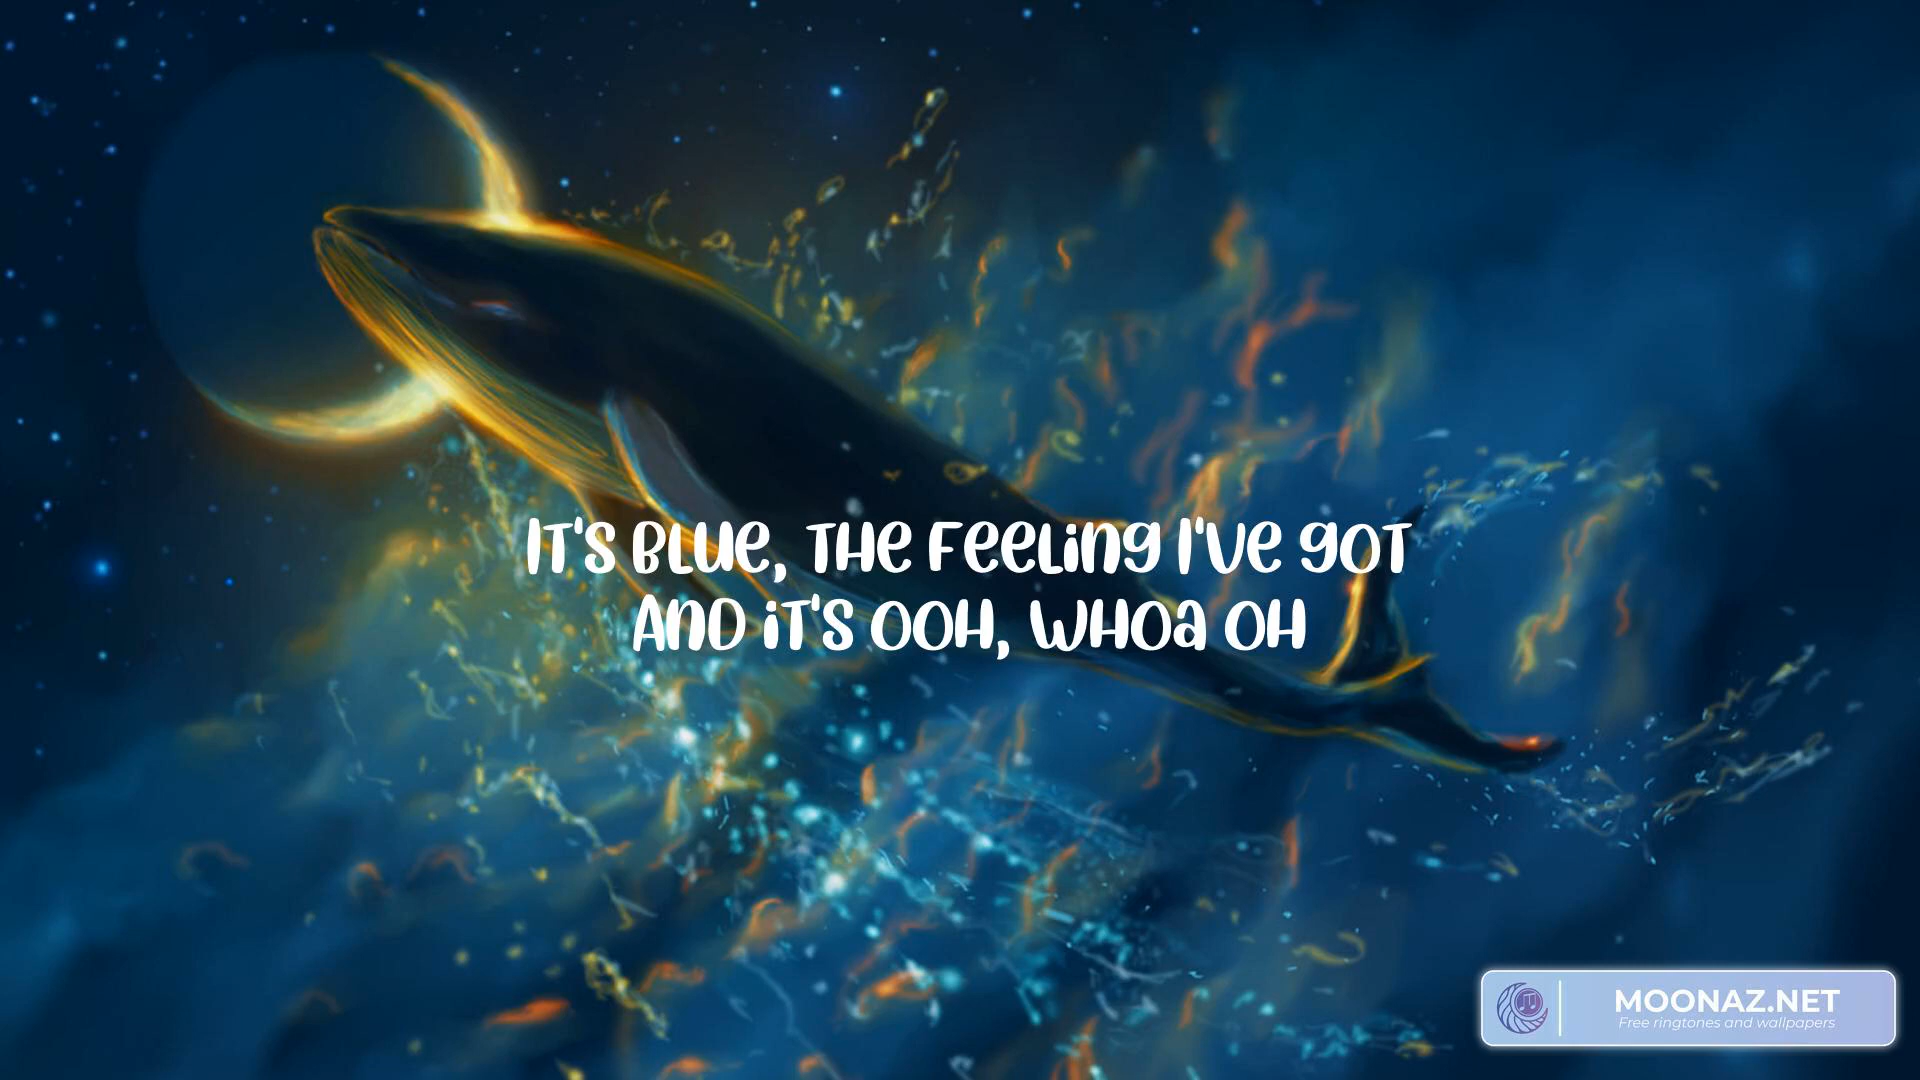 IT'S BLUE, THE FEELING I'VE GOT
AND IT'S OOH, WHOA OH
MOONAZ.NET
Free ringtones and wallpapers